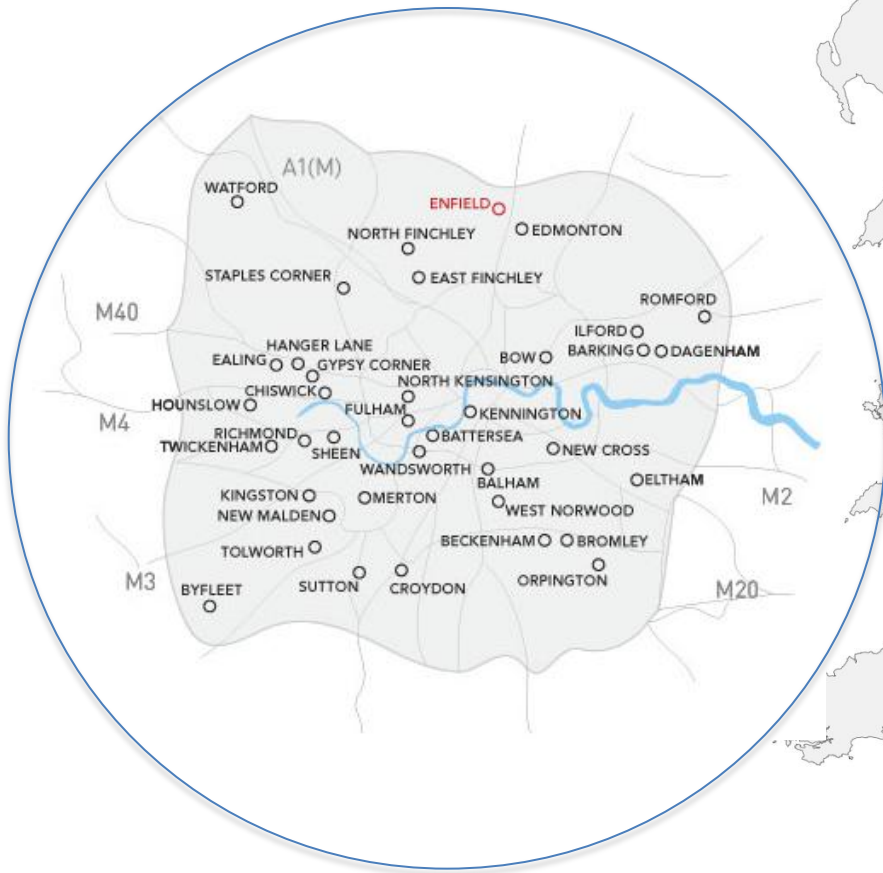 A1(M)
WATFORD
ENFIELD
EDMONTON
NORTH FINCHLEY
STAPLES CORNER
EAST FINCHLEY
ROMFORD
M40
ILFORD
HANGER LANE
BOW
BARKING
DAGENHAM
EALING
GYPSY CORNER
NORTH KENSINGTON
CHISWICK
HOUNSLOW
FULHAM
KENNINGTON
M4
RICHMOND
BATTERSEA
TWICKENHAM
SHEEN
NEW CROSS
WANDSWORTH
BALHAM
ELTHAM
KINGSTON
MERTON
M2
NEW MALDEN
WEST NORWOOD
BECKENHAM
BROMLEY
TOLWORTH
M3
BYFLEET
SUTTON
CROYDON
ORPINGTON
M20